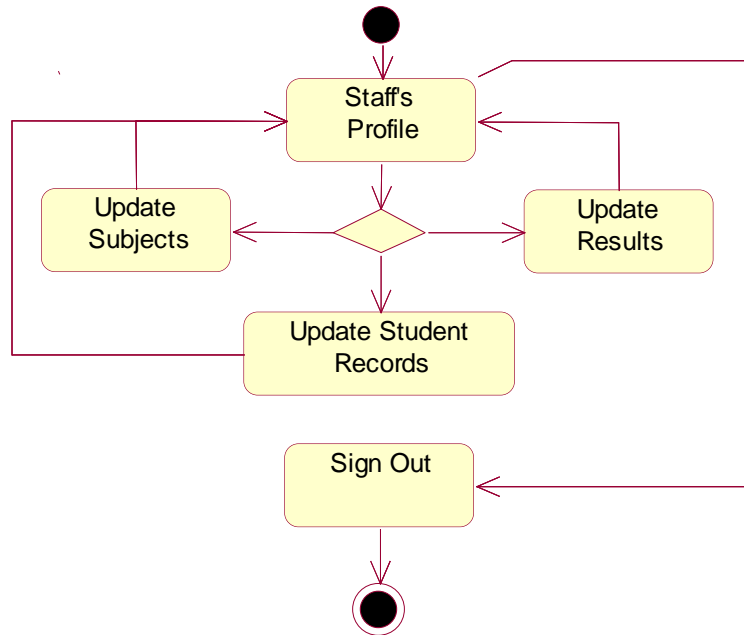 Staff's
Profile
Update
Subjects
Update
Results
Update Student
Records
Sign Out